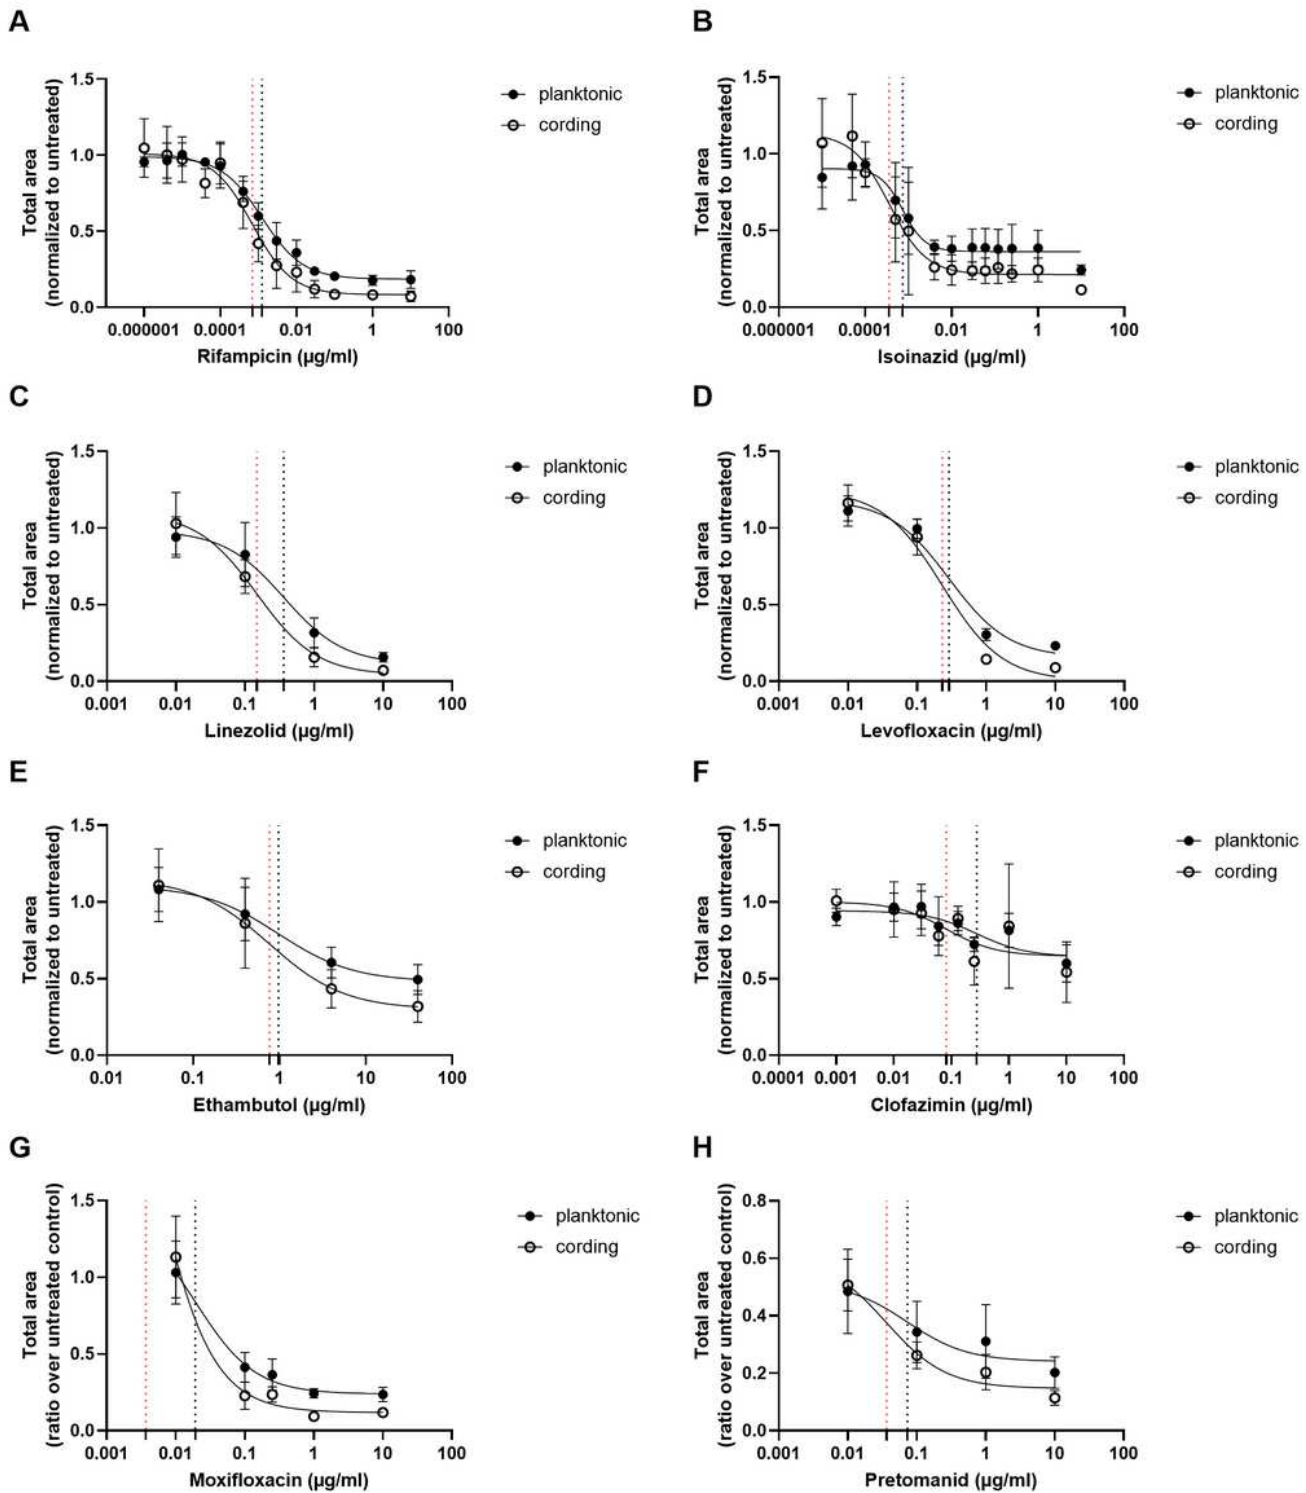 A
Total area
(normalized to untreated)
1.5
1.0
0.5
0.0
0.000001 0.0001 0.01 1 100
Rifampicin (µg/ml)
planktonic
cording
B
Total area
(normalized to untreated)
1.5
1.0
0.5
0.0
0.000001 0.0001 0.01 1 100
Isoinazid (µg/ml)
planktonic
cording
C
Total area
(normalized to untreated)
1.5
1.0
0.5
0.0
0.001 0.01 0.1 1 10 100
Linezolid (µg/ml)
planktonic
cording
D
Total area
(normalized to untreated)
1.5
1.0
0.5
0.0
0.001 0.01 0.1 1 10 100
Levofloxacin (µg/ml)
planktonic
cording
E
Total area
(normalized to untreated)
1.5
1.0
0.5
0.0
0.01 0.1 1 10 100
Ethambutol (µg/ml)
planktonic
cording
F
Total area
(normalized to untreated)
1.5
1.0
0.5
0.0
0.0001 0.001 0.01 0.1 1 10 100
Clofazimin (µg/ml)
planktonic
cording
G
Total area
(ratio over untreated control)
1.5
1.0
0.5
0.0
0.001 0.01 0.1 1 10 100
Moxifloxacin (µg/ml)
planktonic
cording
H
Total area
(ratio over untreated control)
0.8
0.6
0.4
0.2
0.0
0.001 0.01 0.1 1 10 100
Pretomanid (µg/ml)
planktonic
cording